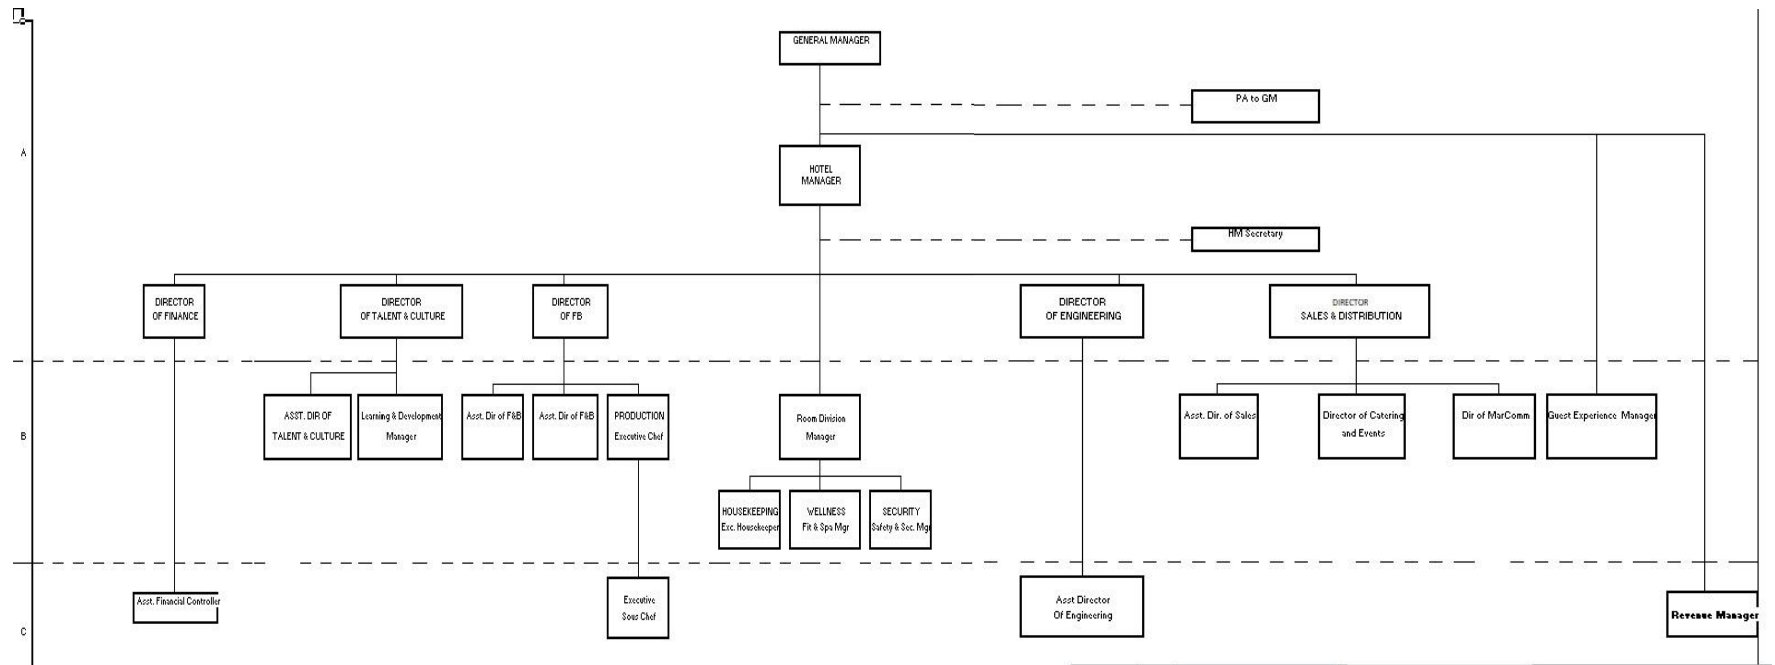 GENERAL MANAGER
PA to GM
A
HOTEL
MANAGER
HM Secretary
DIRECTOR
OF FINANCE
DIRECTOR
OF TALENT & CULTURE
DIRECTOR
OF FB
DIRECTOR
OF ENGINEERING
DIRECTOR
SALES & DISTRIBUTION
B
ASST. DIR OF
TALENT & CULTURE
Learning & Development
Manager
Asst. Dir of F&B
Asst. Dir of F&B
PRODUCTION
Executive Chef
Room Division
Manager
Asst. Dir. of Sales
Director of Catering
and Events
Dir of MarComm
Guest Experience Manager
HOUSEKEEPING
Exc. Housekeeper
WELLNESS
Fit & Spa Mgr
SECURITY
Safety & Sec. Mgr
C
Asst. Financial Controller
Executive
Sous Chef
Asst Director
Of Engineering
Revenue Manager